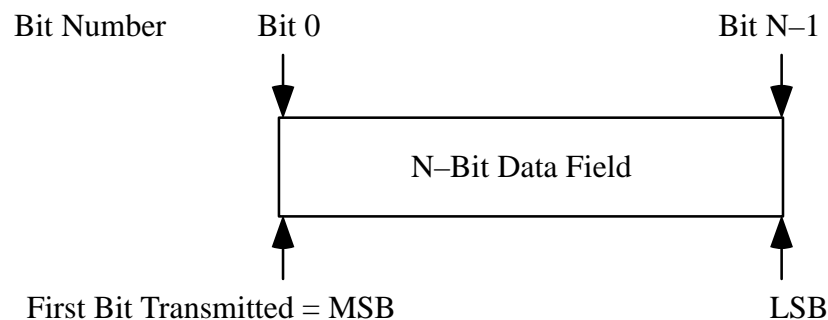 Bit Number Bit 0 Bit N–1
N–Bit Data Field
First Bit Transmitted = MSB LSB